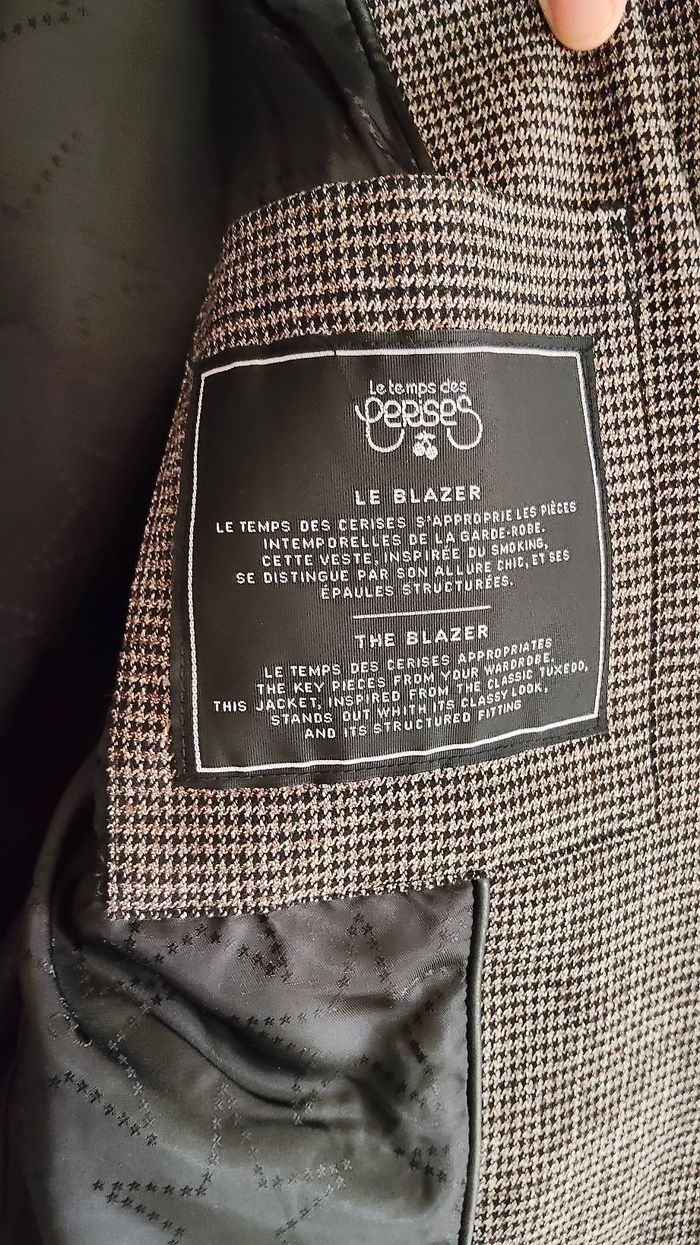 Le temps des
cerises
LE BLAZER
LE TEMPS DES CERISES S'APPROPRIE LES PIÈCES
INTEMPORELLES DE LA GARDE-ROBE.
CETTE VESTE, INSPIRÉE DU SMOKING,
SE DISTINGUE PAR SON ALLURE CHIC, ET SES
ÉPAULES STRUCTURÉES.
THE BLAZER
LE TEMPS DES CERISES APPROPRIATES
THE KEY PIECES FROM YOUR WARDROBE.
THIS JACKET, INSPIRED FROM THE CLASSIC TUXEDO,
STANDS OUT WHITH ITS CLASSY LOOK,
AND ITS STRUCTURED FITTING